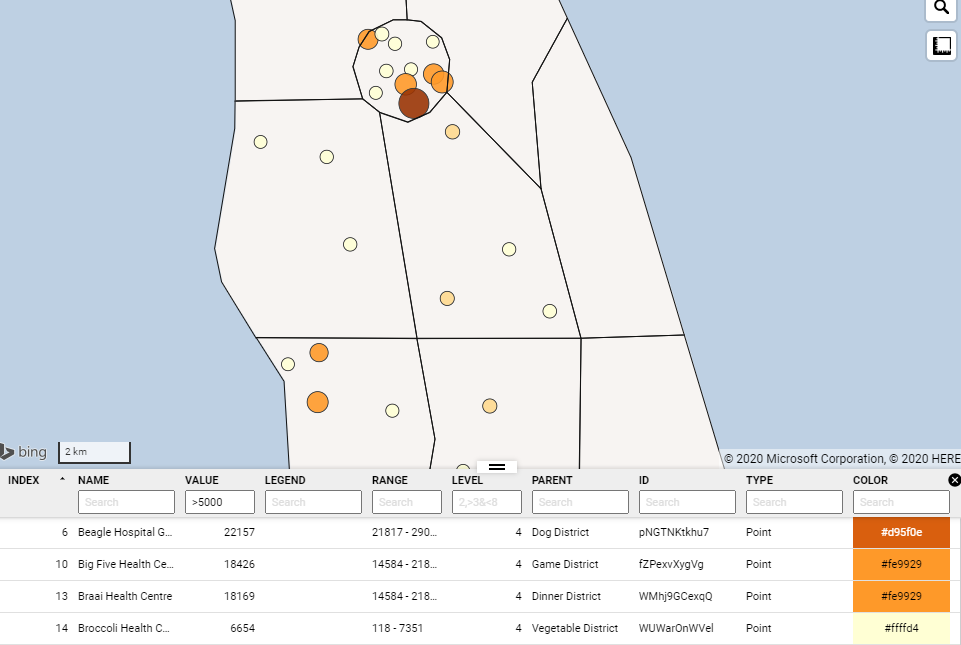 bing
2 km
© 2020 Microsoft Corporation, © 2020 HERE
INDEX NAME VALUE LEGEND RANGE LEVEL PARENT ID TYPE COLOR
Search >5000 Search Search 2,>3&<8 Search Search Search Search
6 Beagle Hospital G... 22157 21817 - 290... 4 Dog District pNGTNKtkhu7 Point #d95f0e
10 Big Five Health Ce... 18426 14584 - 218... 4 Game District fZPexvXygVg Point #fe9929
13 Braai Health Centre 18169 14584 - 218... 4 Dinner District WMhj9GCexqQ Point #fe9929
14 Broccoli Health C... 6654 118 - 7351 4 Vegetable District WUWarOnWVel Point #ffffd4